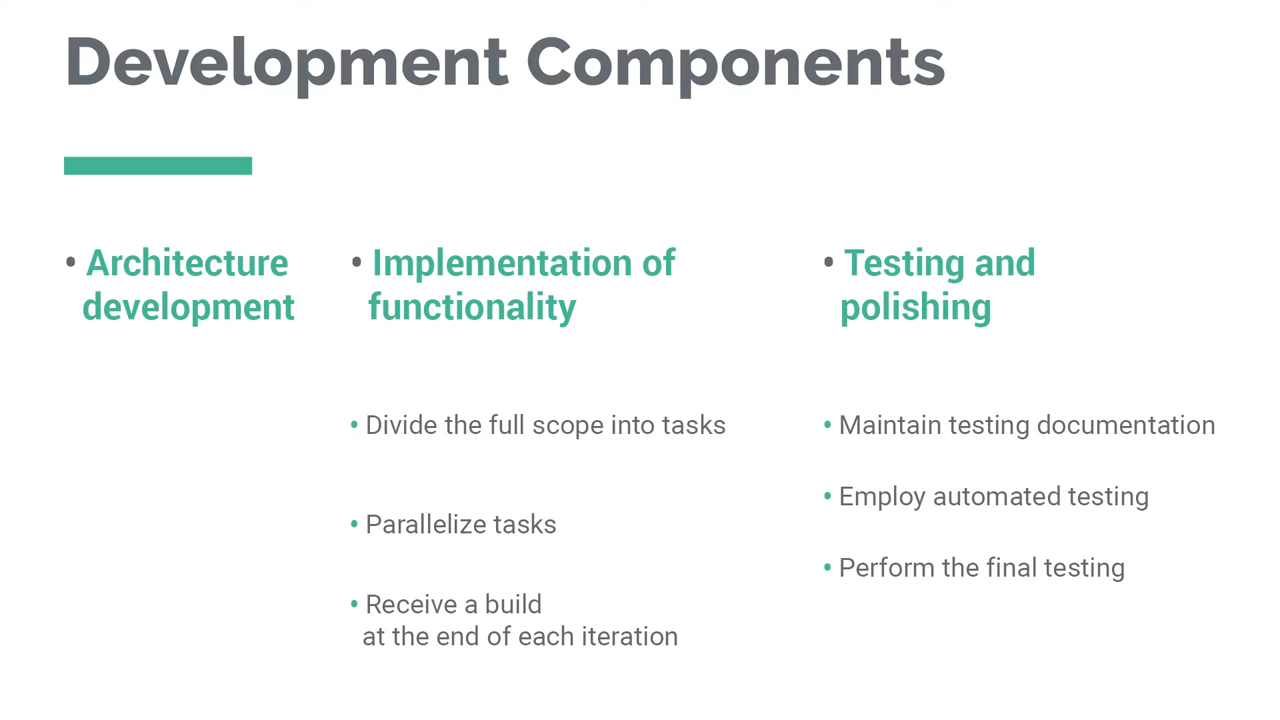 Development Components
• Architecture
development
• Implementation of
functionality
• Divide the full scope into tasks
• Parallelize tasks
• Receive a build
at the end of each iteration
• Testing and
polishing
• Maintain testing documentation
• Employ automated testing
• Perform the final testing